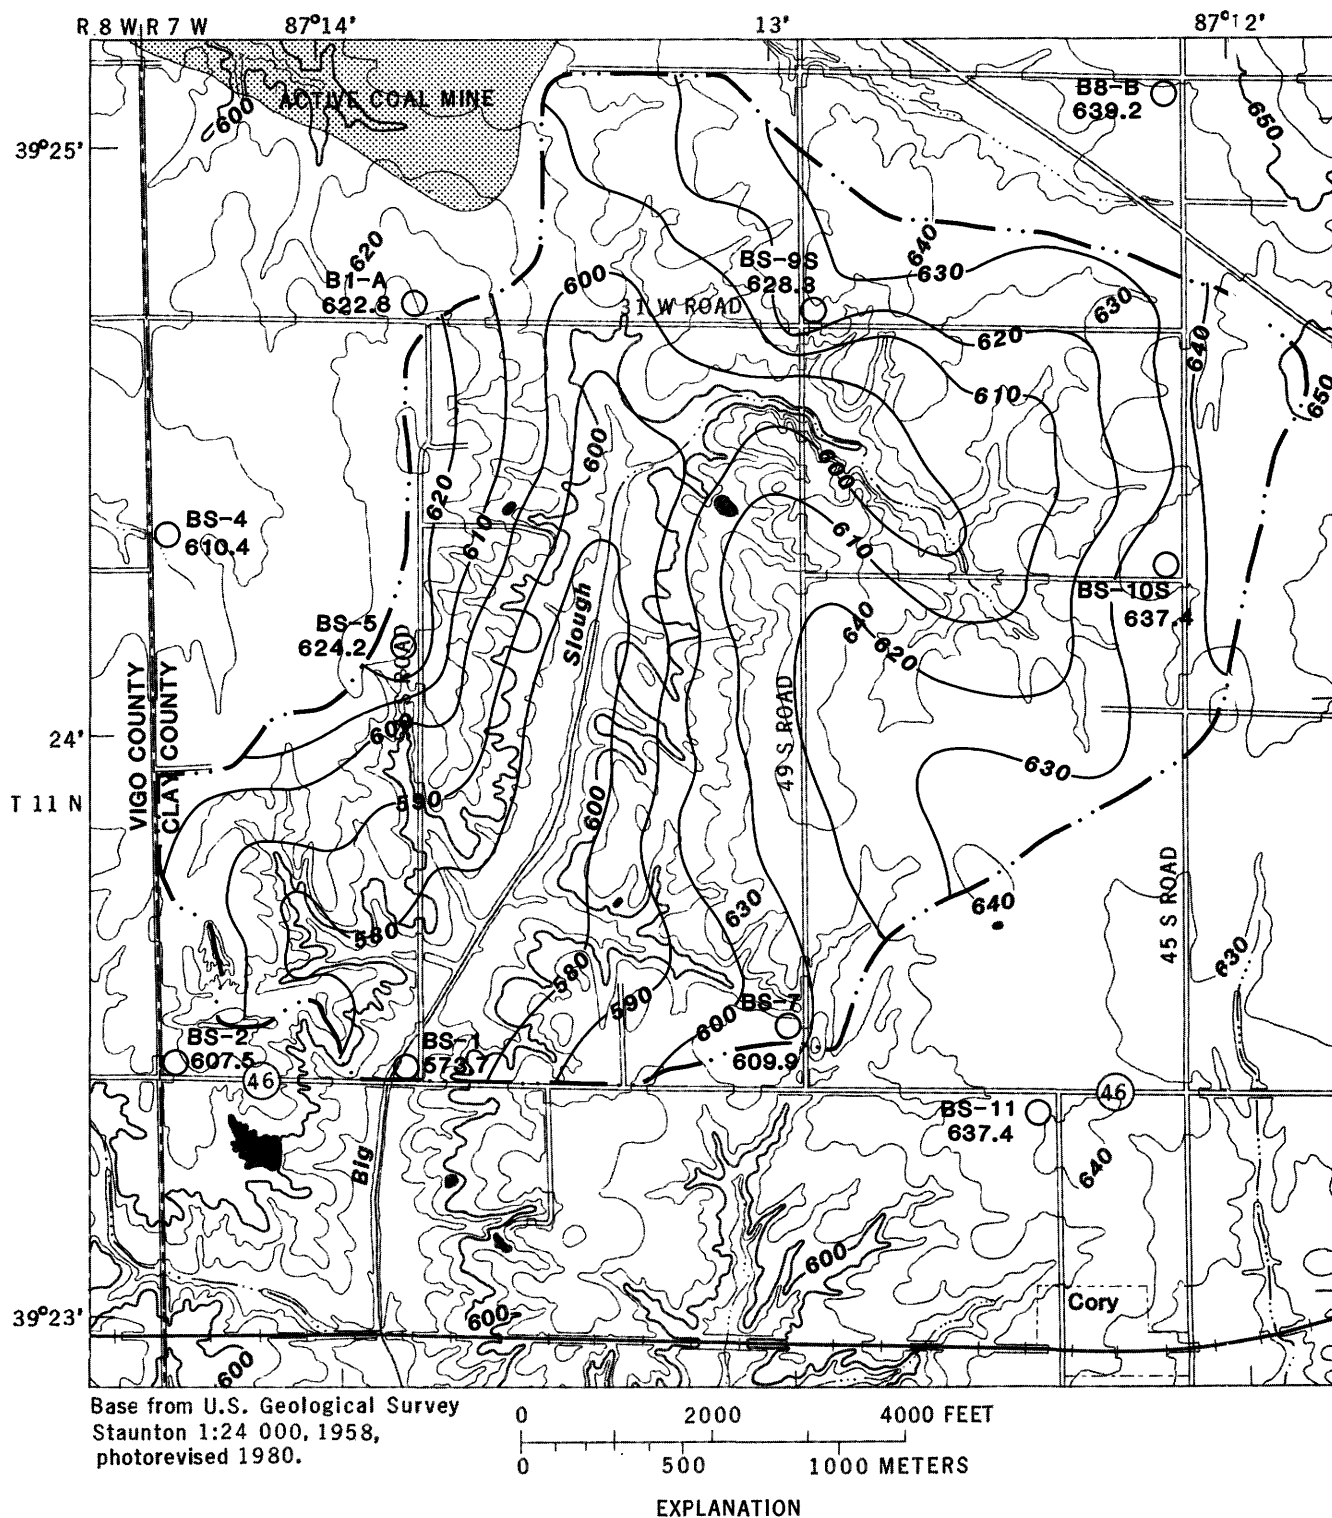 R 8 W R 7 W 87°14' 13' 87°12'
ACTIVE COAL MINE
600
B8-B
639.2
650
39°25'
620
640
B1-A
622.8
600
BS-9S
628.8
630
31 W ROAD
630
620
640
610
650
600
600
620
610
610
BS-4
610.4
BS-10S
637.4
Slough
BS-5
624.2
640
620
VIGO COUNTY
CLAY COUNTY
600
24'
49 S ROAD
630
T 11 N
590
600
45 S ROAD
640
630
630
580
580
590
600
BS-7
609.9
BS-2
607.5
BS-1
573.7
46
46
BS-11
637.4
Big
640
600
Cory
39°23'
600
600
Base from U.S. Geological Survey
Staunton 1:24 000, 1958,
photorevised 1980.
0 2000 4000 FEET
0 500 1000 METERS
EXPLANATION